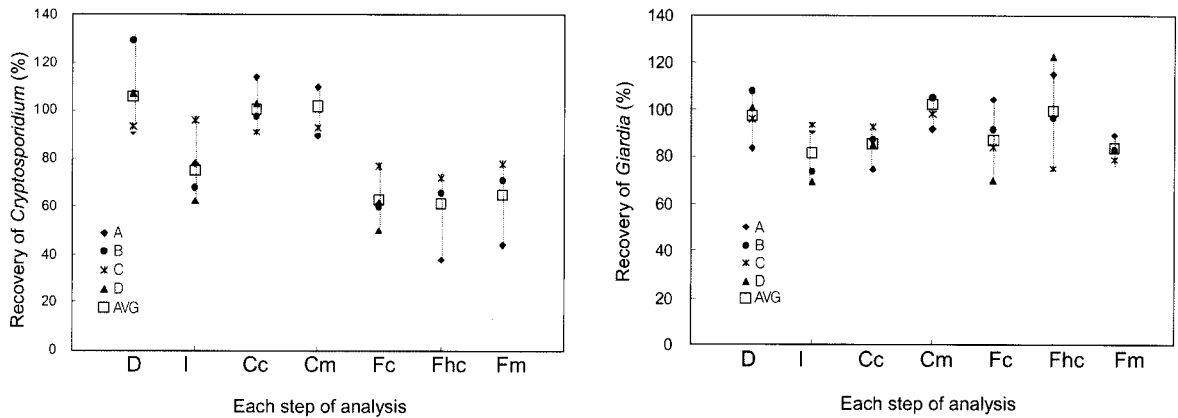 Recovery of Cryptosporidium (%)
140
120
100
80
60
40
20
0
A
B
C
D
AVG
D I Cc Cm Fc Fhc Fm
Each step of analysis
Recovery of Giardia (%)
140
120
100
80
60
40
20
0
A
B
C
D
AVG
D I Cc Cm Fc Fhc Fm
Each step of analysis